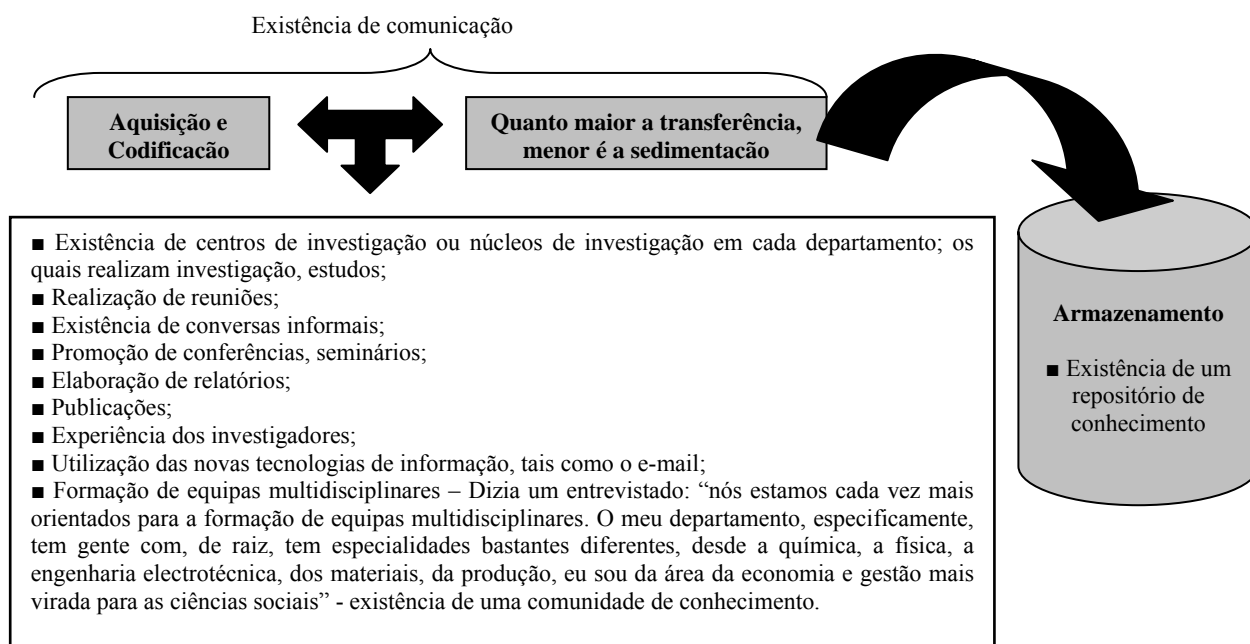 Existência de comunicação
Aquisição e
Codificacão
Quanto maior a transferência,
menor é a sedimentacão
■ Existência de centros de investigação ou núcleos de investigação em cada departamento; os
quais realizam investigação, estudos;
■ Realização de reuniões;
■ Existência de conversas informais;
■ Promoção de conferências, seminários;
■ Elaboração de relatórios;
■ Publicações;
■ Experiência dos investigadores;
■ Utilização das novas tecnologias de informação, tais como o e-mail;
■ Formação de equipas multidisciplinares – Dizia um entrevistado: “nós estamos cada vez mais
orientados para a formação de equipas multidisciplinares. O meu departamento, especificamente,
tem gente com, de raiz, tem especialidades bastantes diferentes, desde a química, a física, a
engenharia electrotécnica, dos materiais, da produção, eu sou da área da economia e gestão mais
virada para as ciências sociais” - existência de uma comunidade de conhecimento.
Armazenamento
■ Existência de um
repositório de
conhecimento